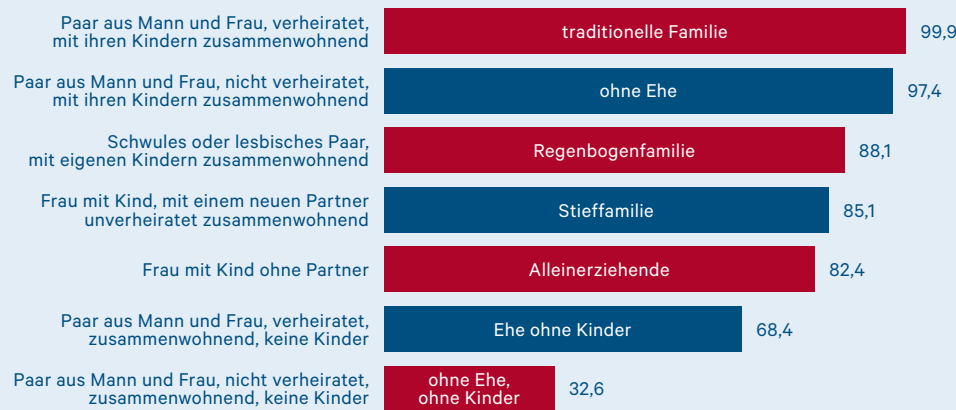 Paar aus Mann und Frau, verheiratet,
mit ihren Kindern zusammenwohnend
traditionelle Familie
99,9
Paar aus Mann und Frau, nicht verheiratet,
mit ihren Kindern zusammenwohnend
ohne Ehe
97,4
Schwules oder lesbisches Paar,
mit eigenen Kindern zusammenwohnend
Regenbogenfamilie
88,1
Frau mit Kind, mit einem neuen Partner
unverheiratet zusammenwohnend
Stieffamilie
85,1
Frau mit Kind ohne Partner
Alleinerziehende
82,4
Paar aus Mann und Frau, verheiratet,
zusammenwohnend, keine Kinder
Ehe ohne Kinder
68,4
Paar aus Mann und Frau, nicht verheiratet,
zusammenwohnend, keine Kinder
ohne Ehe,
ohne Kinder
32,6